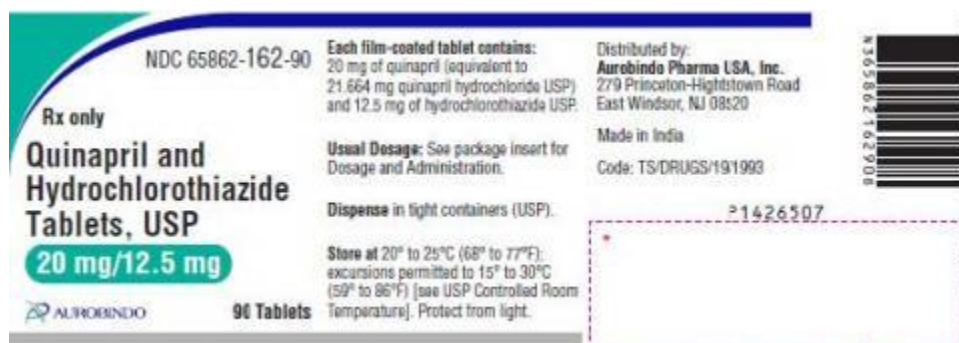 NDC 65862-162-90
Rx only
Quinapril and
Hydrochlorothiazide
Tablets, USP
20 mg/12.5 mg
AUROBINDO
90 Tablets
Each film-coated tablet contains:
20 mg of quinapril (equivalent to
21.664 mg quinapril hydrochloride USP)
and 12.5 mg of hydrochlorothiazide USP.
Usual Dosage: See package insert for
Dosage and Administration.
Dispense in tight containers (USP).
Store at 20° to 25°C (68° to 77°F);
excursions permitted to 15° to 30°C
(59° to 86°F) [see USP Controlled Room
Temperature]. Protect from light.
Distributed by:
Aurobindo Pharma USA, Inc.
279 Princeton-Hightstown Road
East Windsor, NJ 08520
Made in India
Code: TS/DRUGS/19/1993
P1426507
N365862162908